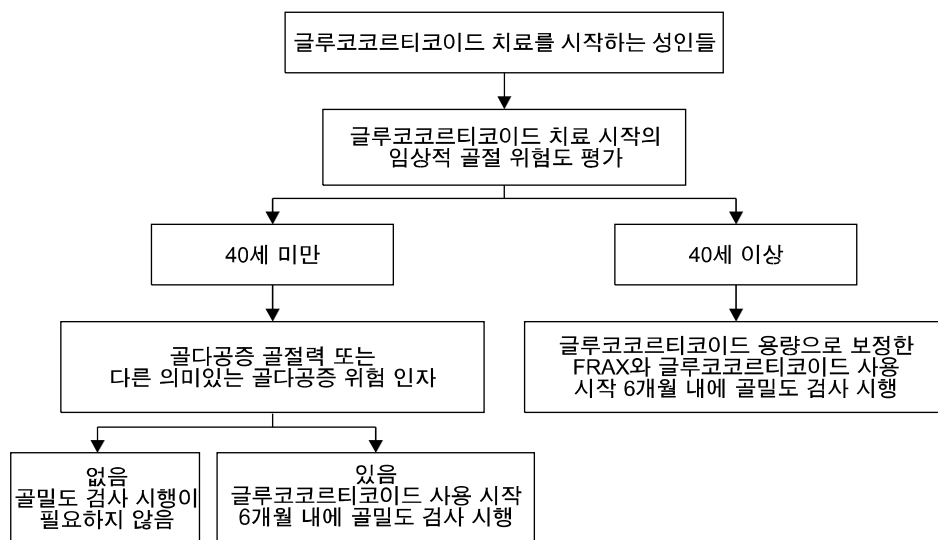 글루코코르티코이드 치료를 시작하는 성인들
글루코코르티코이드 치료 시작의
임상적 골절 위험도 평가
40세 미만
40세 이상
골다공증 골절력 또는
다른 의미있는 골다공증 위험 인자
글루코코르티코이드 용량으로 보정한
FRAX와 글루코코르티코이드 사용
시작 6개월 내에 골밀도 검사 시행
없음
골밀도 검사 시행이
필요하지 않음
있음
글루코코르티코이드 사용 시작
6개월 내에 골밀도 검사 시행